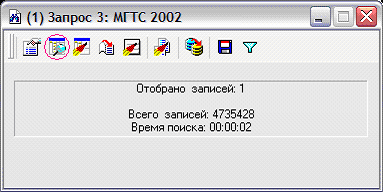 (1) Запрос 3: МГТС 2002
Отобрано записей: 1
Всего записей: 4735428
Время поиска: 00:00:02